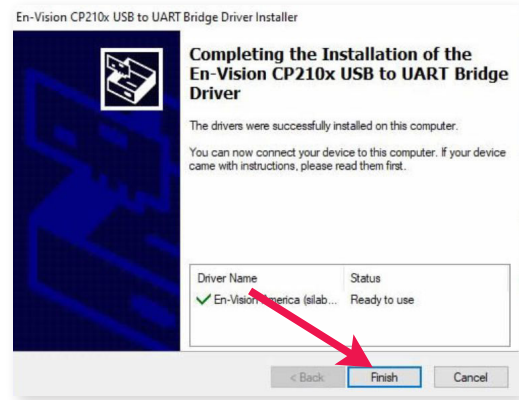 En-Vision CP210x USB to UART Bridge Driver Installer
Completing the Installation of the
En-Vision CP210x USB to UART Bridge
Driver
The drivers were successfully installed on this computer.
You can now connect your device to this computer. If your device
came with instructions, please read them first.
Driver Name Status
En-Vision America (silab... Ready to use
< Back Finish Cancel